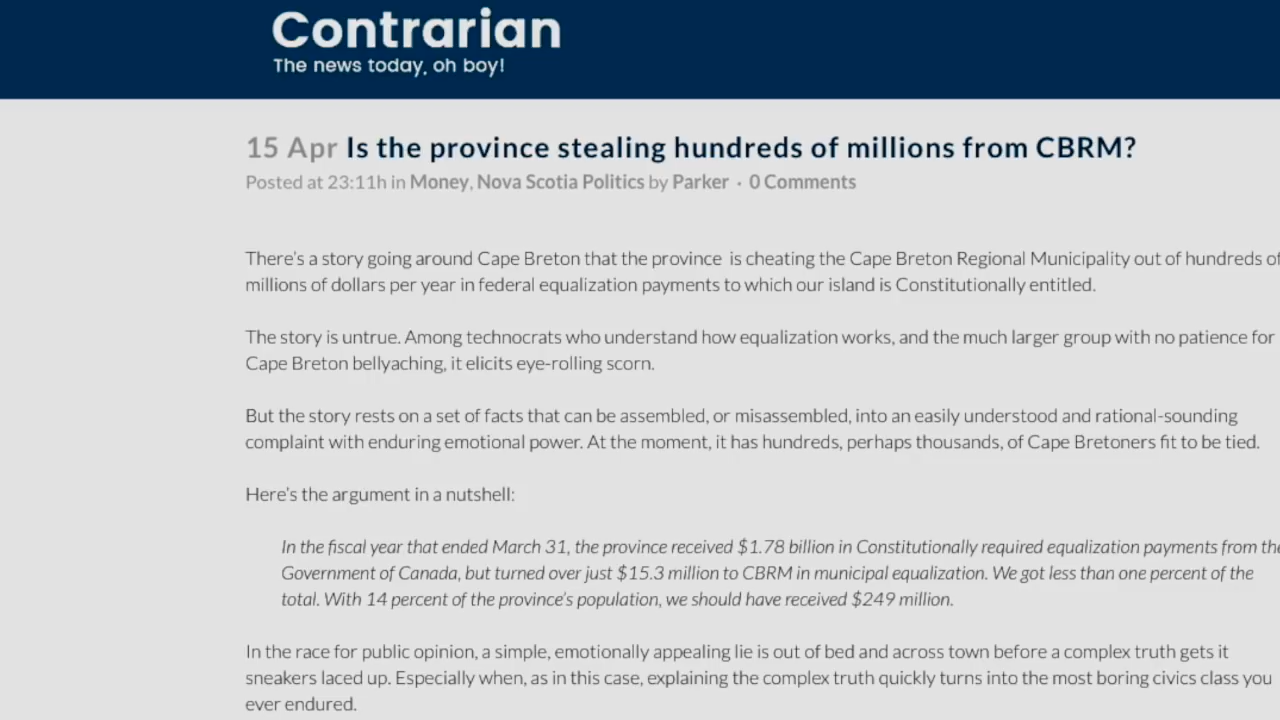 Contrarian
The news today, oh boy!
15 Apr Is the province stealing hundreds of millions from CBRM?
Posted at 23:11h in Money, Nova Scotia Politics by Parker · 0 Comments
There's a story going around Cape Breton that the province is cheating the Cape Breton Regional Municipality out of hundreds of
millions of dollars per year in federal equalization payments to which our island is Constitutionally entitled.
The story is untrue. Among technocrats who understand how equalization works, and the much larger group with no patience for
Cape Breton bellyaching, it elicits eye-rolling scorn.
But the story rests on a set of facts that can be assembled, or misassembled, into an easily understood and rational-sounding
complaint with enduring emotional power. At the moment, it has hundreds, perhaps thousands, of Cape Bretoners fit to be tied.
Here's the argument in a nutshell:
In the fiscal year that ended March 31, the province received $1.78 billion in Constitutionally required equalization payments from the
Government of Canada, but turned over just $15.3 million to CBRM in municipal equalization. We got less than one percent of the
total. With 14 percent of the province's population, we should have received $249 million.
In the race for public opinion, a simple, emotionally appealing lie is out of bed and across town before a complex truth gets it
sneakers laced up. Especially when, as in this case, explaining the complex truth quickly turns into the most boring civics class you
ever endured.